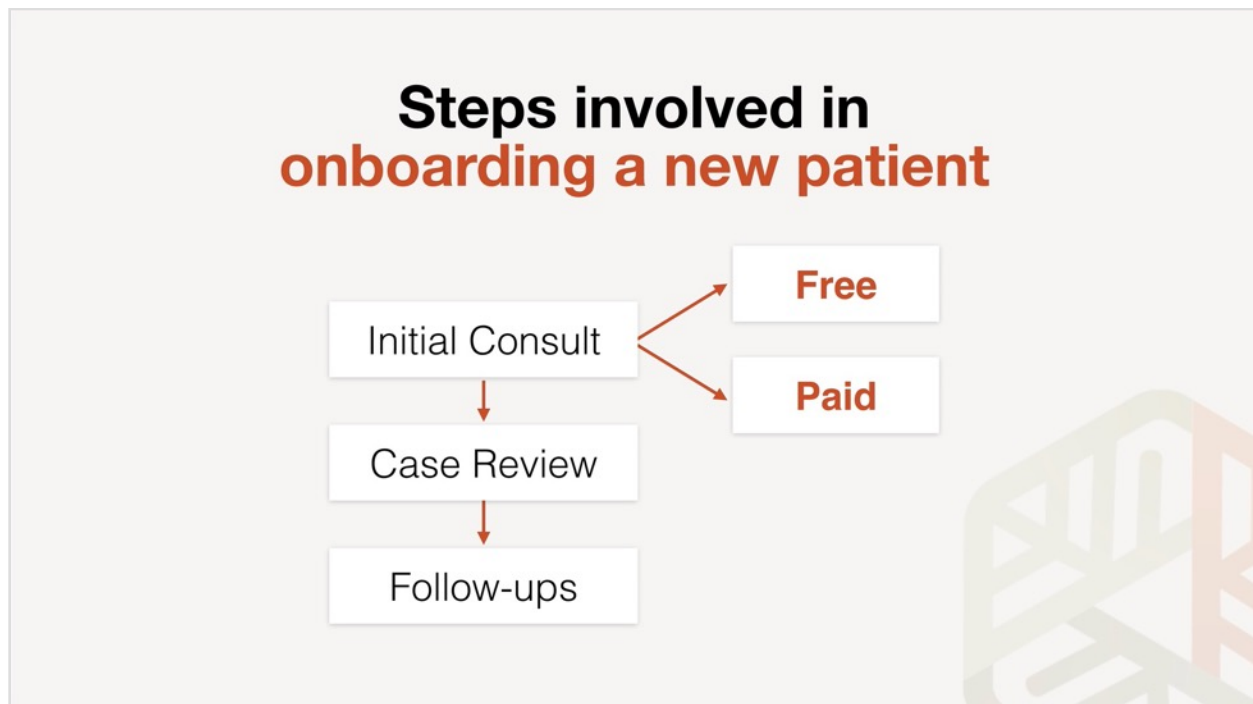 Steps involved in
onboarding a new patient
Initial Consult
Free
Paid
Case Review
Follow-ups